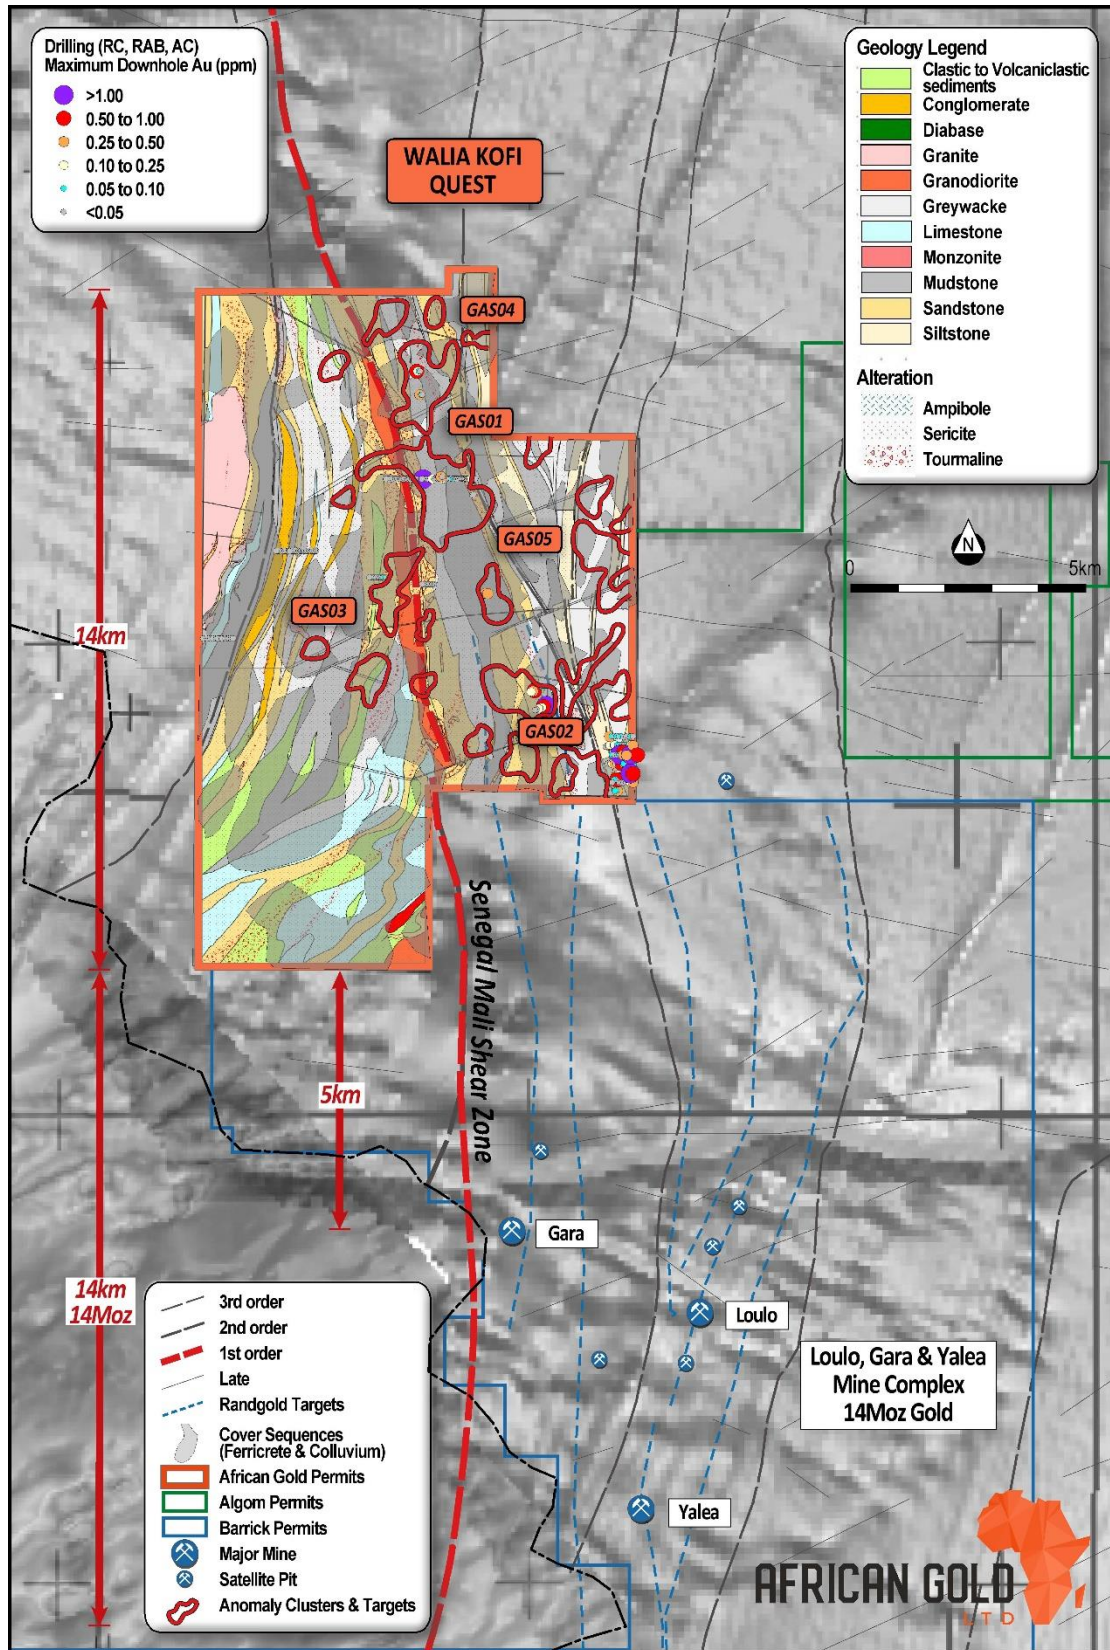 Drilling (RC, RAB, AC)
Maximum Downhole Au (ppm)
>1.00
0.50 to 1.00
0.25 to 0.50
0.10 to 0.25
0.05 to 0.10
<0.05
WALIA KOFI
QUEST
Geology Legend
Clastic to Volcaniclastic
sediments
Conglomerate
Diabase
Granite
Granodiorite
Greywacke
Limestone
Monzonite
Mudstone
Sandstone
Siltstone
Alteration
Ampibole
Sericite
Tourmaline
N
0
5km
GAS04
GAS01
GAS05
GAS03
GAS02
14km
Senegal Mali Shear Zone
5km
14km
14Moz
Gara
Loulo
Loulo, Gara & Yalea
Mine Complex
14Moz Gold
Yalea
3rd order
2nd order
1st order
Late
Randgold Targets
Cover Sequences
(Ferricrete & Colluvium)
African Gold Permits
Algom Permits
Barrick Permits
Major Mine
Satellite Pit
Anomaly Clusters & Targets
AFRICAN GOLD
LTD